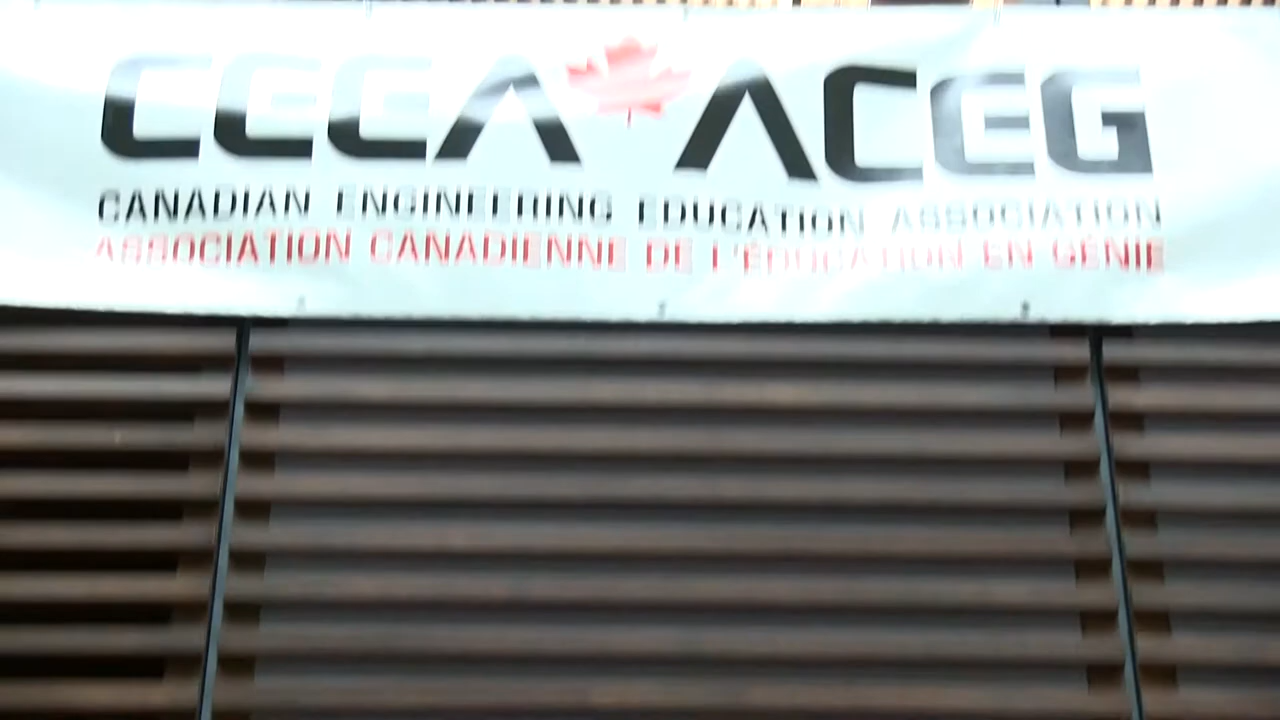 CEEA ACEG
CANADIAN ENGINEERING EDUCATION ASSOCIATION
ASSOCIATION CANADIENNE DE L'ÉDUCATION EN GÉNIE